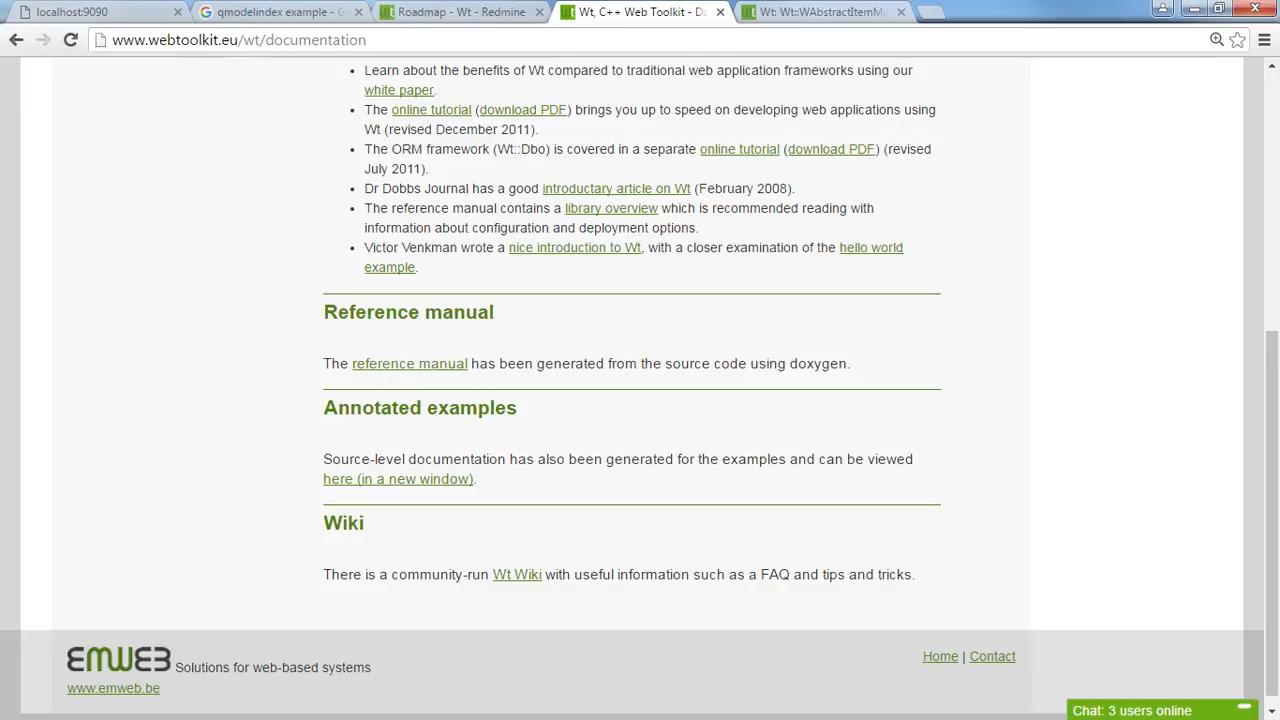 localhost:9090
qmodelindex example - G
Roadmap - Wt - Redmine
Wt, C++ Web Toolkit - Do
Wt: Wt::WAbstractItemMo
www.webtoolkit.eu/wt/documentation
• Learn about the benefits of Wt compared to traditional web application frameworks using our
white paper.
• The online tutorial (download PDF) brings you up to speed on developing web applications using
Wt (revised December 2011).
• The ORM framework (Wt::Dbo) is covered in a separate online tutorial (download PDF) (revised
July 2011).
• Dr Dobbs Journal has a good introductary article on Wt (February 2008).
• The reference manual contains a library overview which is recommended reading with
information about configuration and deployment options.
• Victor Venkman wrote a nice introduction to Wt, with a closer examination of the hello world
example.
Reference manual
The reference manual has been generated from the source code using doxygen.
Annotated examples
Source-level documentation has also been generated for the examples and can be viewed
here (in a new window).
Wiki
There is a community-run Wt Wiki with useful information such as a FAQ and tips and tricks.
EMWEB Solutions for web-based systems
www.emweb.be
Home | Contact
Chat: 3 users online